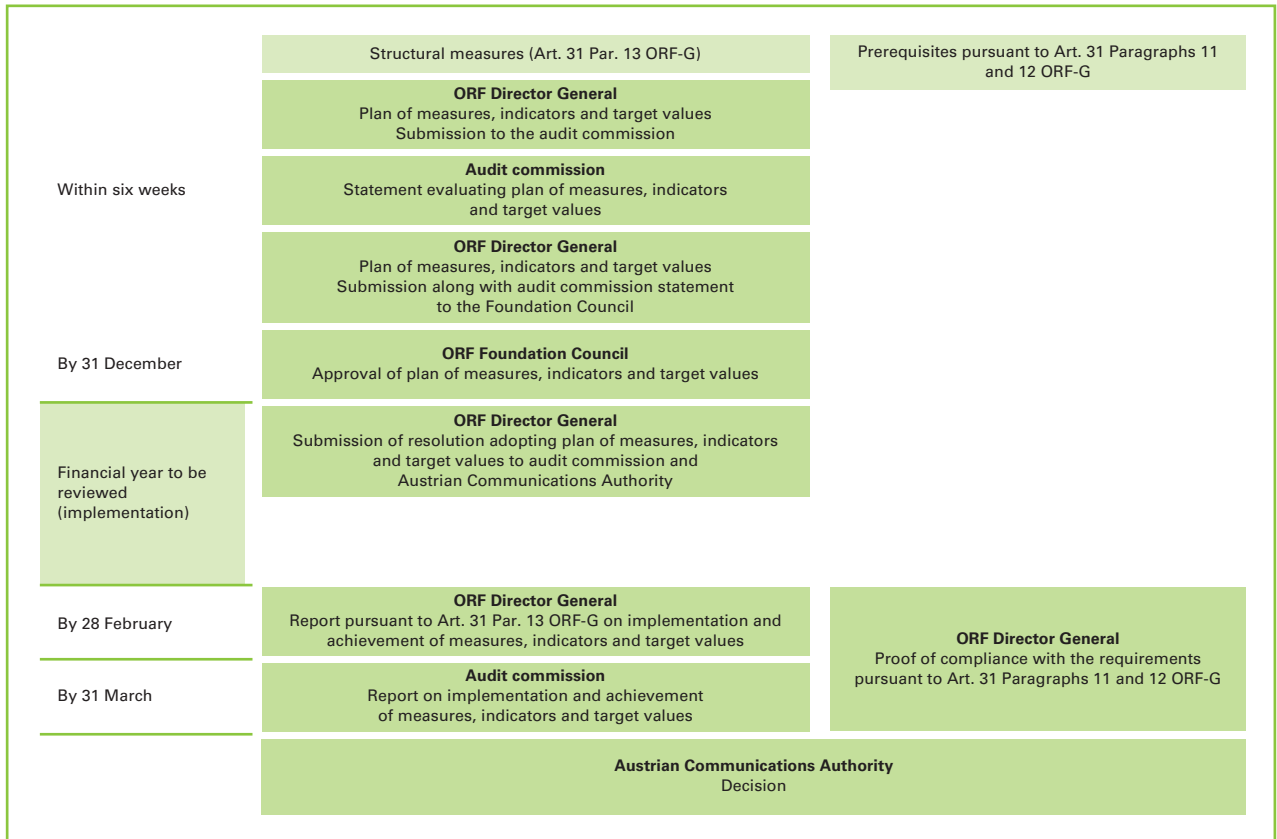 Structural measures (Art. 31 Par. 13 ORF-G)
Prerequisites pursuant to Art. 31 Paragraphs 11
and 12 ORF-G
ORF Director General
Plan of measures, indicators and target values
Submission to the audit commission
Within six weeks
Audit commission
Statement evaluating plan of measures, indicators
and target values
ORF Director General
Plan of measures, indicators and target values
Submission along with audit commission statement
to the Foundation Council
By 31 December
ORF Foundation Council
Approval of plan of measures, indicators and target values
Financial year to be
reviewed
(implementation)
ORF Director General
Submission of resolution adopting plan of measures, indicators
and target values to audit commission and
Austrian Communications Authority
By 28 February
ORF Director General
Report pursuant to Art. 31 Par. 13 ORF-G on implementation and
achievement of measures, indicators and target values
ORF Director General
Proof of compliance with the requirements
pursuant to Art. 31 Paragraphs 11 and 12 ORF-G
By 31 March
Audit commission
Report on implementation and achievement
of measures, indicators and target values
Austrian Communications Authority
Decision